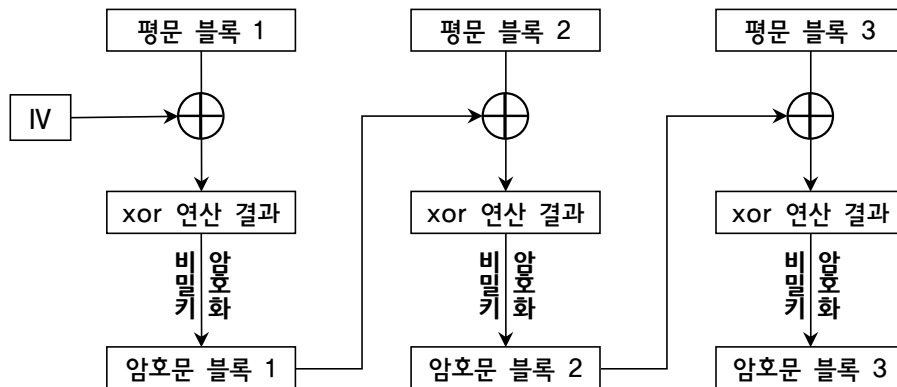 평문 블록 1
평문 블록 2
평문 블록 3
IV
xor 연산 결과
xor 연산 결과
xor 연산 결과
비밀키
암호화
비밀키
암호화
비밀키
암호화
암호문 블록 1
암호문 블록 2
암호문 블록 3